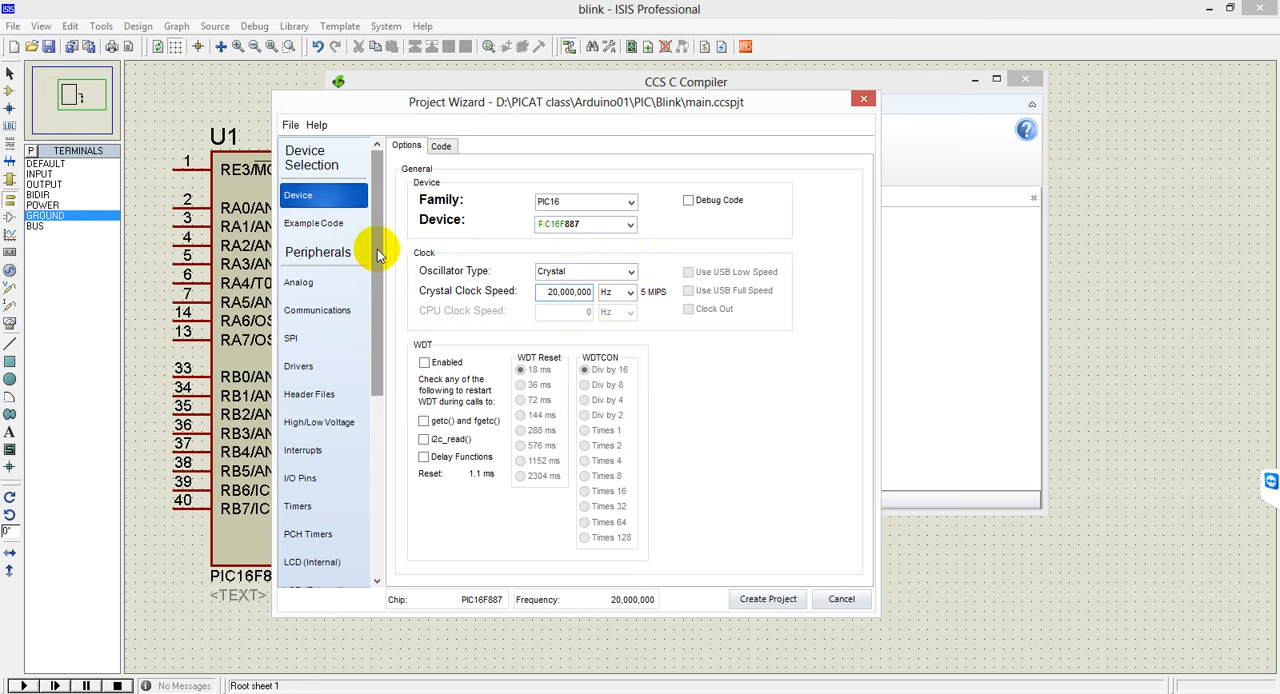 blink - ISIS Professional
File View Edit Tools Design Graph Source Debug Library Template System Help
CCS C Compiler
Project Wizard - D:\PICAT class\Arduino01\PIC\Blink\main.ccspjt
File Help
P TERMINALS
DEFAULT
INPUT
OUTPUT
BIDIR
POWER
GROUND
BUS
LBL
A
S
0°
U1
1 RE3/MC
2 RA0/AN
3 RA1/AN
4 RA2/AN
5 RA3/AN
6 RA4/T0
7 RA5/AN
14 RA6/OS
13 RA7/OS
33 RB0/AN
34 RB1/AN
35 RB2/AN
36 RB3/AN
37 RB4/AN
38 RB5/AN
39 RB6/IC
40 RB7/IC
PIC16F8
<TEXT>
Device
Selection
Device
Example Code
Peripherals
Analog
Communications
SPI
Drivers
Header Files
High/Low Voltage
Interrupts
I/O Pins
Timers
PCH Timers
LCD (Internal)
Options Code
General
Device
Family: PIC16 Debug Code
Device: PIC16F887
Clock
Oscillator Type: Crystal Use USB Low Speed
Crystal Clock Speed: 20,000,000 Hz 5 MIPS Use USB Full Speed
CPU Clock Speed: 0 Hz Clock Out
WDT
Enabled
Check any of the
following to restart
WDT during calls to:
getc() and fgetc()
i2c_read()
Delay Functions
Reset: 1.1 ms
WDT Reset
18 ms
36 ms
72 ms
144 ms
288 ms
576 ms
1152 ms
2304 ms
WDTCON
Div by 16
Div by 8
Div by 4
Div by 2
Times 1
Times 2
Times 4
Times 8
Times 16
Times 32
Times 64
Times 128
Chip: PIC16F887 Frequency: 20,000,000 Create Project Cancel
No Messages Root sheet 1